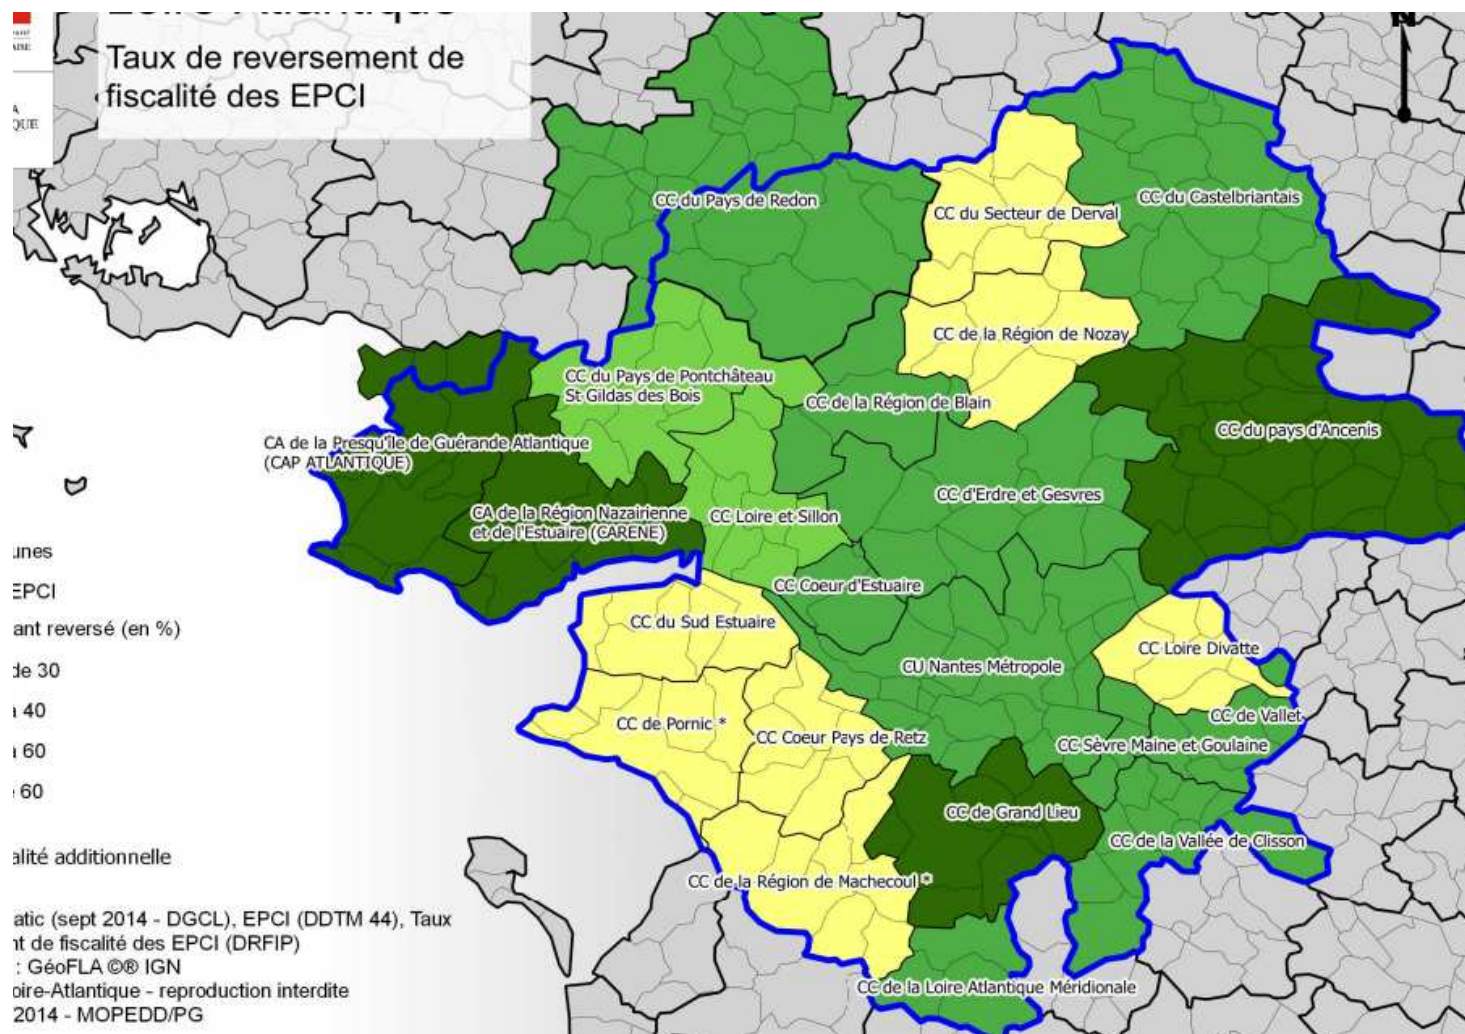 Loire-Atlantique
Taux de reversement de
fiscalité des EPCI
N
QUE
CC du Pays de Redon
CC du Secteur de Derval
CC du Castelbriantais
CC de la Région de Nozay
CC du Pays de Pontchâteau
St Gildas des Bois
CC de la Région de Blain
CC du pays d'Ancenis
CA de la Presqu'île de Guérande Atlantique
(CAP ATLANTIQUE)
CC d'Erdre et Gesvres
CA de la Région Nazairienne
et de l'Estuaire (CARENE)
CC Loire et Sillon
CC Coeur d'Estuaire
CC du Sud Estuaire
CC Loire Divatte
CU Nantes Métropole
CC de Pornic *
CC Coeur Pays de Retz
CC de Vallet
CC Sèvre Maine et Goulaine
CC de Grand Lieu
CC de la Vallée de Clisson
CC de la Région de Machecoul *
CC de la Loire Atlantique Méridionale
unes
EPCI
ant reversé (en %)
de 30
à 40
à 60
60
alité additionnelle
atic (sept 2014 - DGCL), EPCI (DDTM 44), Taux
nt de fiscalité des EPCI (DRFIP)
: GéoFLA ©® IGN
oire-Atlantique - reproduction interdite
2014 - MOPEDD/PG